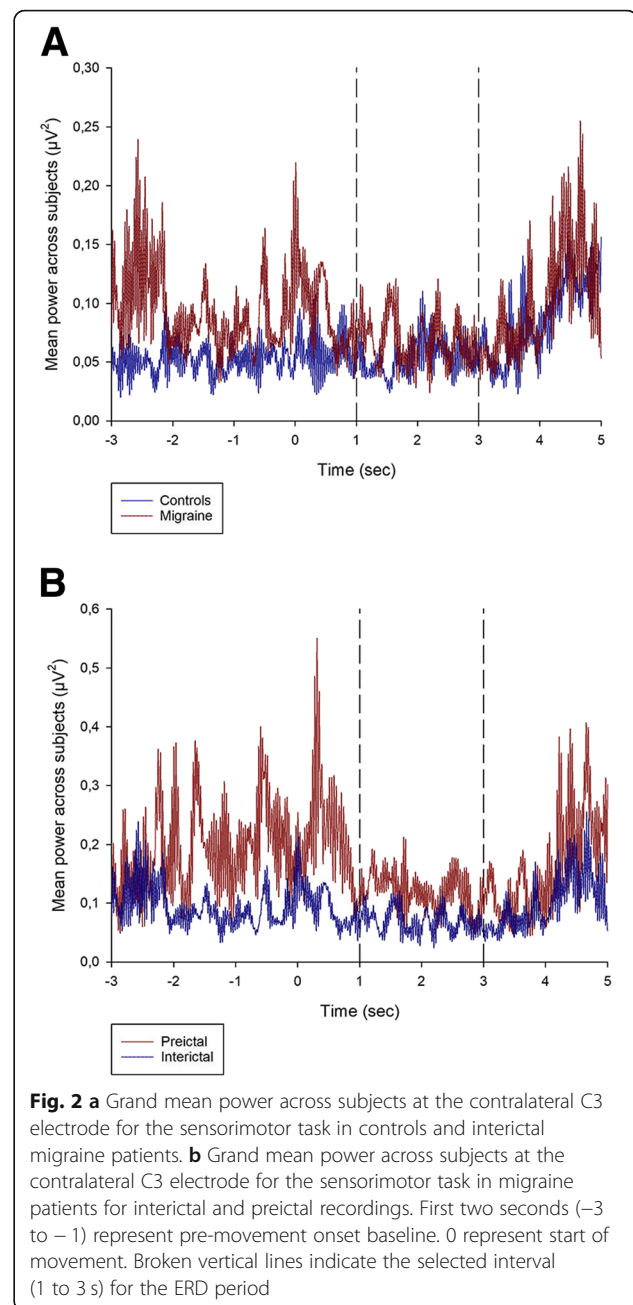 A
0,30
0,25
0,20
0,15
0,10
0,05
0,00
Mean power across subjects (µV²)
-3 -2 -1 0 1 2 3 4 5
Time (sec)
Controls
Migraine
B
0,6
0,5
0,4
0,3
0,2
0,1
0,0
Mean power across subjects (µV²)
-3 -2 -1 0 1 2 3 4 5
Time (sec)
Preictal
Interictal
Fig. 2 a Grand mean power across subjects at the contralateral C3
electrode for the sensorimotor task in controls and interictal
migraine patients. b Grand mean power across subjects at the
contralateral C3 electrode for the sensorimotor task in migraine
patients for interictal and preictal recordings. First two seconds (−3
to − 1) represent pre-movement onset baseline. 0 represent start of
movement. Broken vertical lines indicate the selected interval
(1 to 3 s) for the ERD period